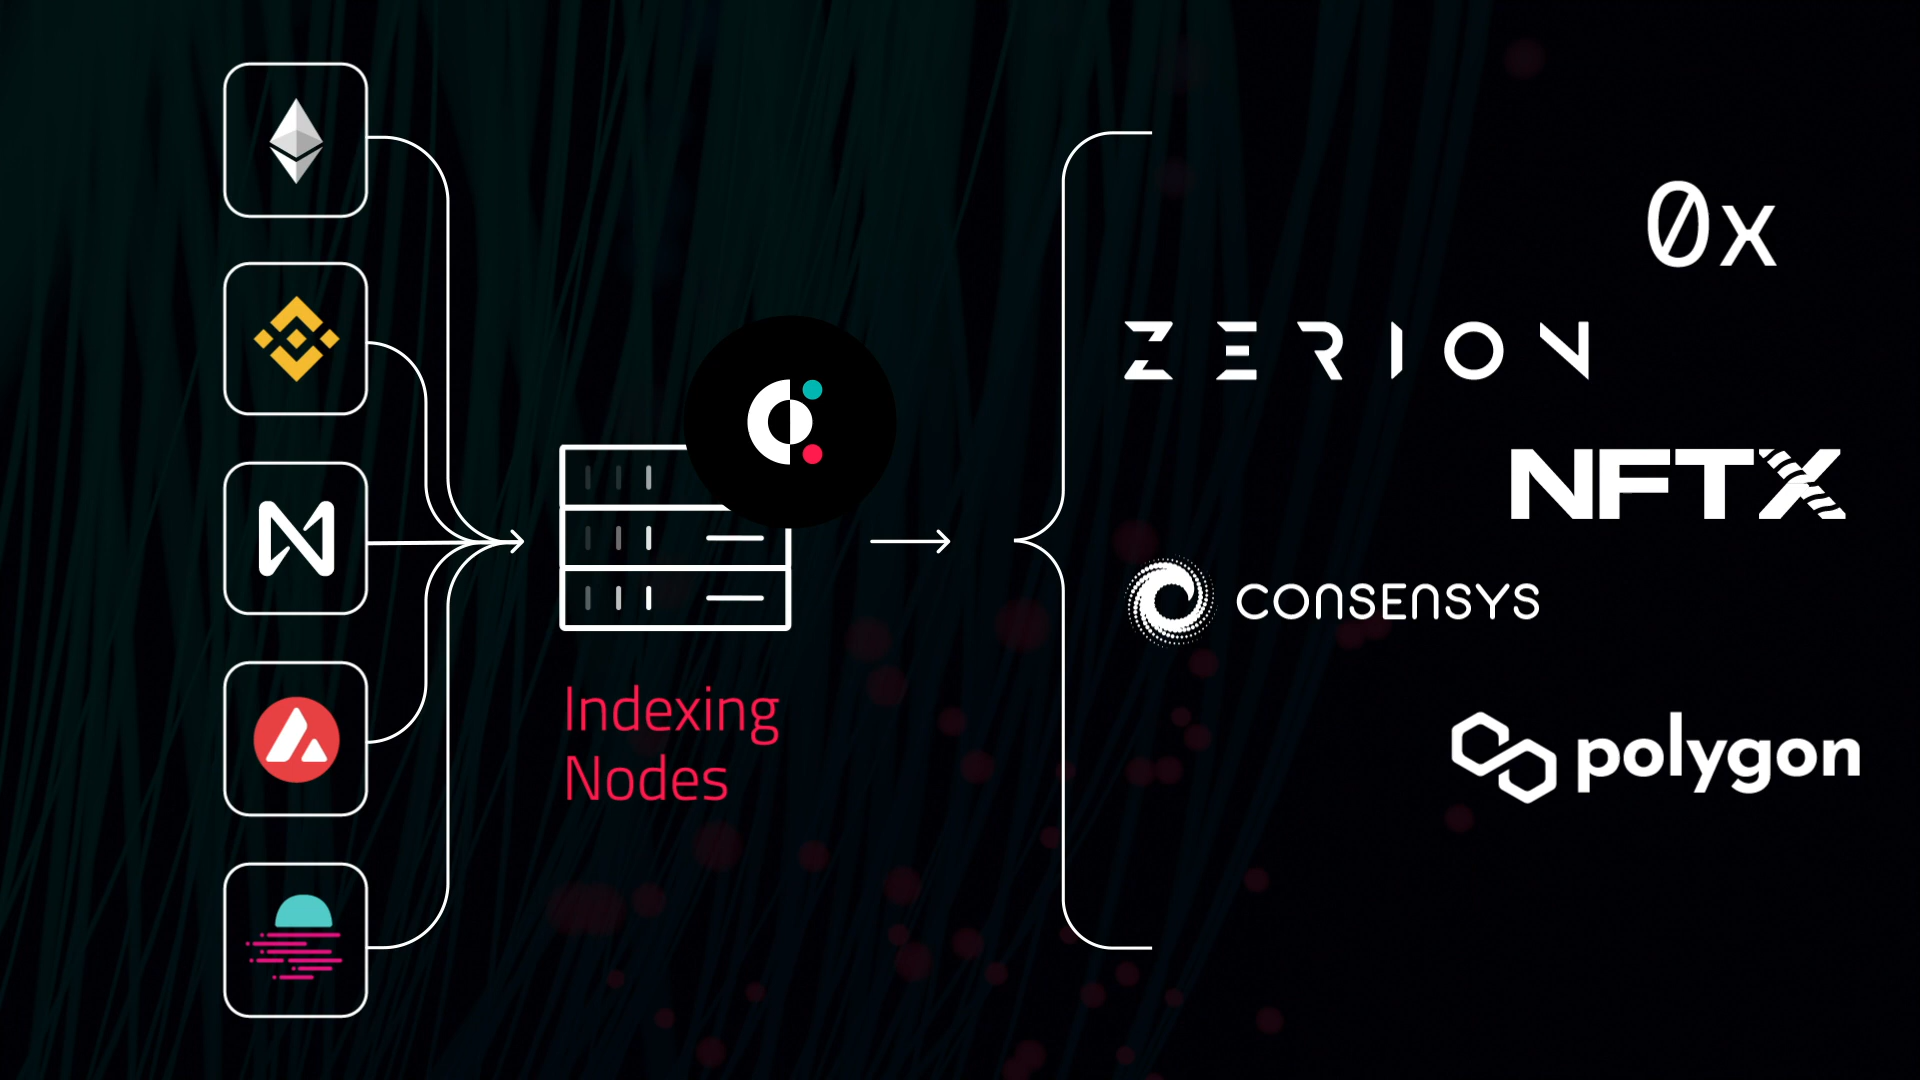 0x
ZERION
NFTX
CONSENSYS
Indexing
Nodes
polygon